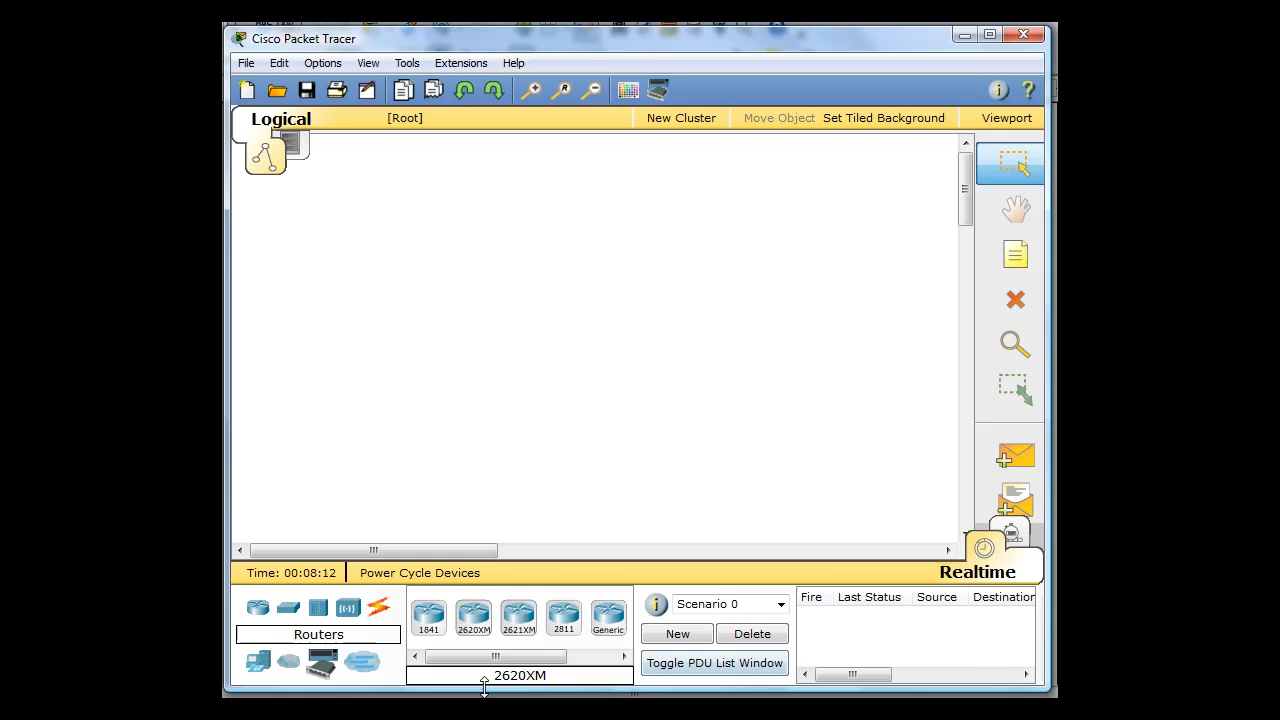 Cisco Packet Tracer
File Edit Options View Tools Extensions Help
Logical [Root] New Cluster Move Object Set Tiled Background Viewport
Time: 00:08:12 Power Cycle Devices Realtime
Routers
1841 2620XM 2621XM 2811 Generic
2620XM
Scenario 0
New Delete
Toggle PDU List Window
Fire Last Status Source Destination